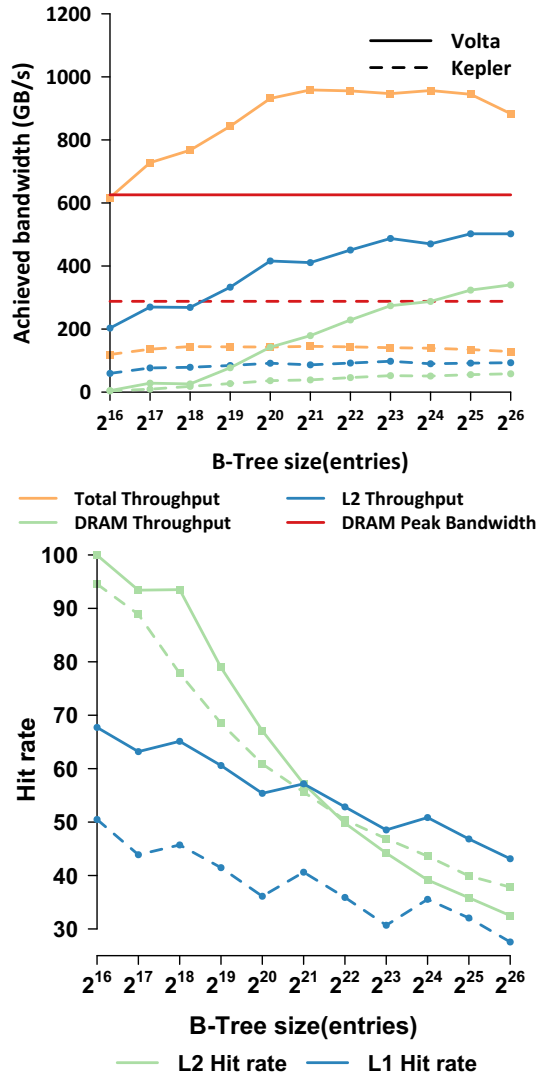 1200
Volta
Kepler
1000
800
600
400
200
0
Achieved bandwidth (GB/s)
2^16 2^17 2^18 2^19 2^20 2^21 2^22 2^23 2^24 2^25 2^26
B-Tree size(entries)
Total Throughput L2 Throughput
DRAM Throughput DRAM Peak Bandwidth
100
90
80
70
60
50
40
30
Hit rate
2^16 2^17 2^18 2^19 2^20 2^21 2^22 2^23 2^24 2^25 2^26
B-Tree size(entries)
L2 Hit rate L1 Hit rate